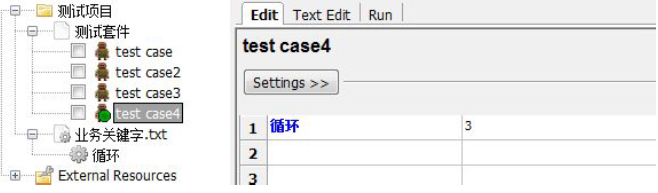 测试项目
测试套件
test case
test case2
test case3
test case4
业务关键字.txt
循环
External Resources
Edit Text Edit Run
test case4
Settings >>
1 循环 3
2
3